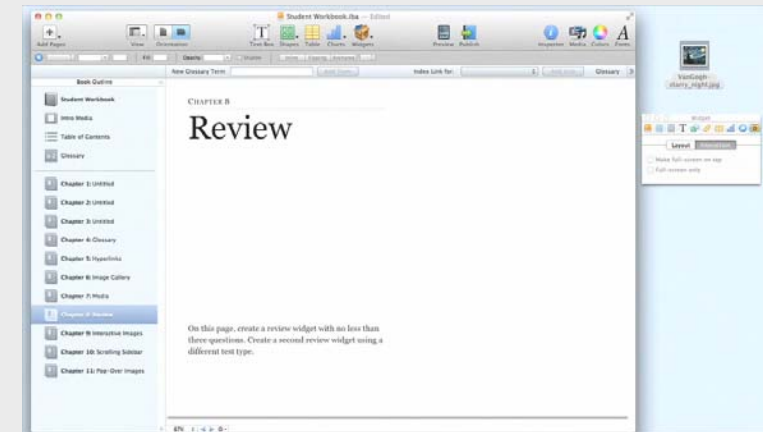 Student Workbook.iba — Edited
Add Pages
View
Orientation
Text Box
Shapes
Table
Charts
Widgets
Preview
Publish
Inspector
Media
Colors
Fonts
Fill:
Opacity:
New Glossary Term
Index Link for:
Glossary
Book Outline
Student Workbook
Intro Media
Table of Contents
Glossary
Chapter 1: Untitled
Chapter 2: Untitled
Chapter 3: Untitled
Chapter 4: Glossary
Chapter 5: Hyperlinks
Chapter 6: Image Gallery
Chapter 7: Media
Chapter 8: Review
Chapter 9: Interactive Images
Chapter 10: Scrolling Sidebar
Chapter 11: Pop-Over Images
Chapter 8
Review
On this page, create a review widget with no less than
three questions. Create a second review widget using a
different test type.
VanGogh
-starry_night.jpg
Widget
Layout
Interaction
Make full-screen on tap
Full-screen only